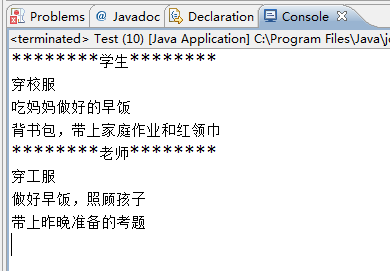 Problems @ Javadoc Declaration Console
<terminated> Test (10) [Java Application] C:\Program Files\Java\j
********学生********
穿校服
吃妈妈做好的早饭
背书包，带上家庭作业和红领巾
********老师********
穿工服
做好早饭，照顾孩子
带上昨晚准备的考题